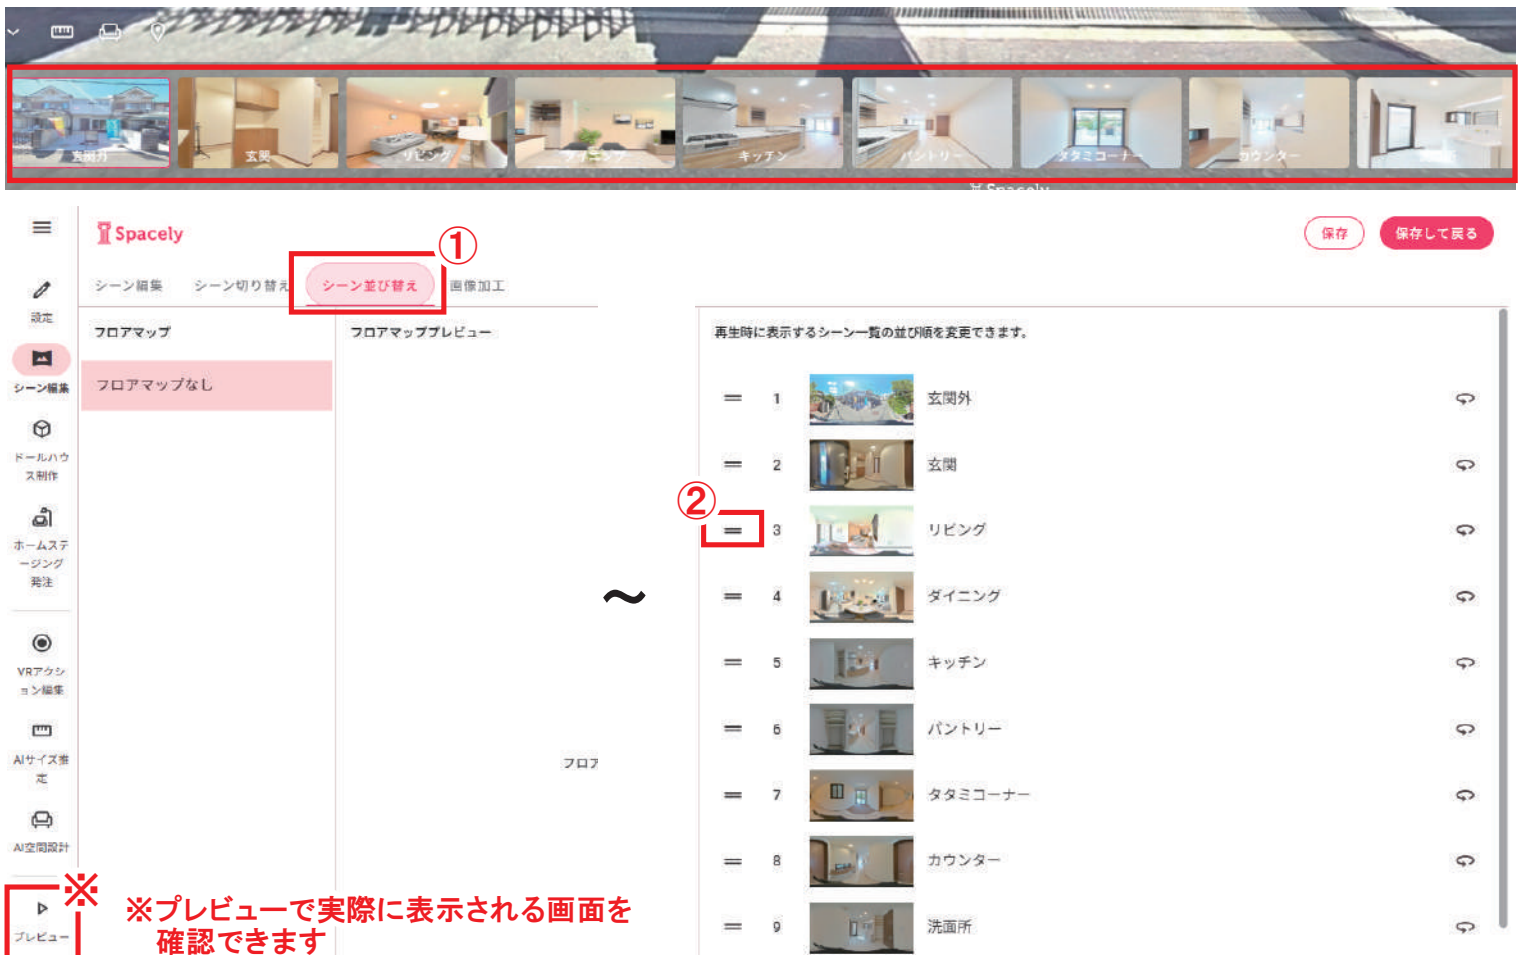 玄関外
玄関
リビング
ダイニング
キッチン
パントリー
タタミコーナー
カウンター
Spacely
Spacely
保存
保存して戻る
①
シーン編集
シーン切り替え
シーン並び替え
画像加工
設定
シーン編集
ドールハウ
ス制作
ホームステ
ージング
発注
VRアクシ
ョン編集
AIサイズ推
定
AI空間設計
※
プレビュー
フロアマップ
フロアマップなし
フロアマッププレビュー
フロア
※プレビューで実際に表示される画面を
確認できます
～
再生時に表示するシーン一覧の並び順を変更できます。
1 玄関外
2 玄関
②
3 リビング
4 ダイニング
5 キッチン
6 パントリー
7 タタミコーナー
8 カウンター
9 洗面所